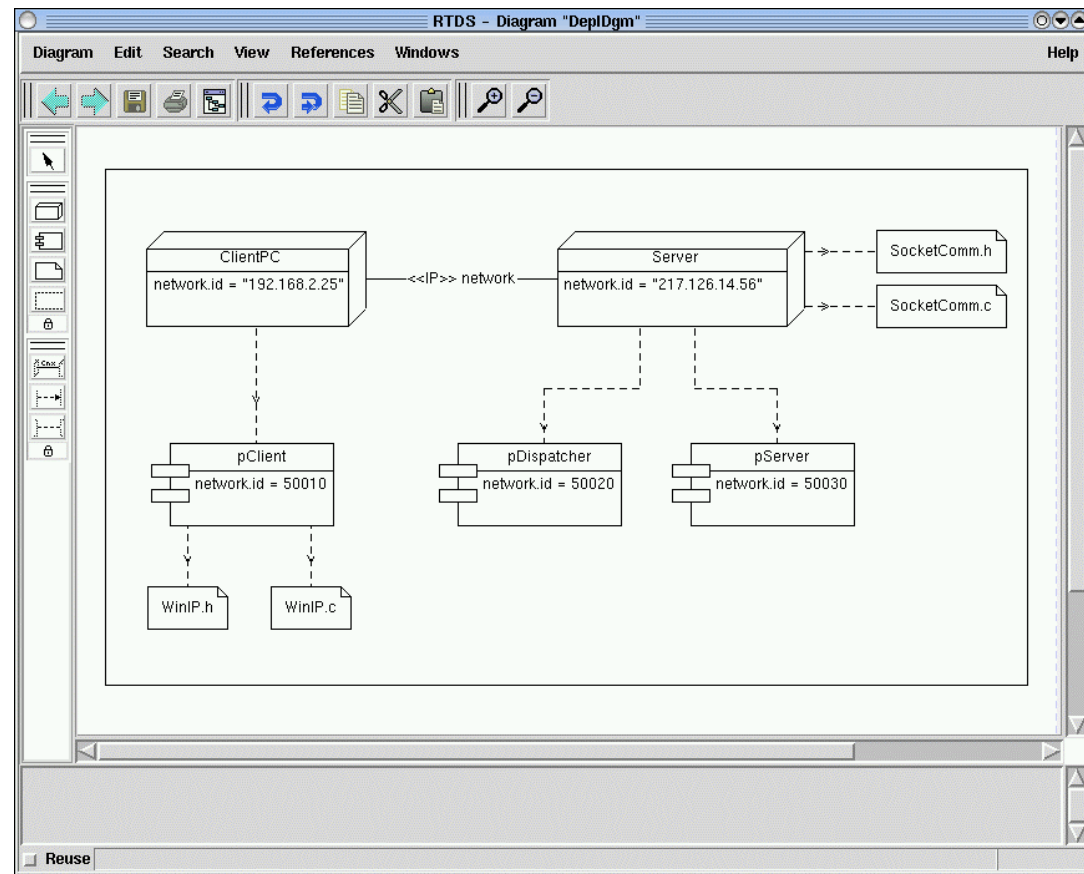 RTDS - Diagram "DeplDgm"
Diagram Edit Search View References Windows Help
Cnx
ClientPC
network.id = "192.168.2.25"
<<IP>> network
Server
network.id = "217.126.14.56"
SocketComm.h
SocketComm.c
pClient
network.id = 50010
pDispatcher
network.id = 50020
pServer
network.id = 50030
WinIP.h
WinIP.c
Reuse